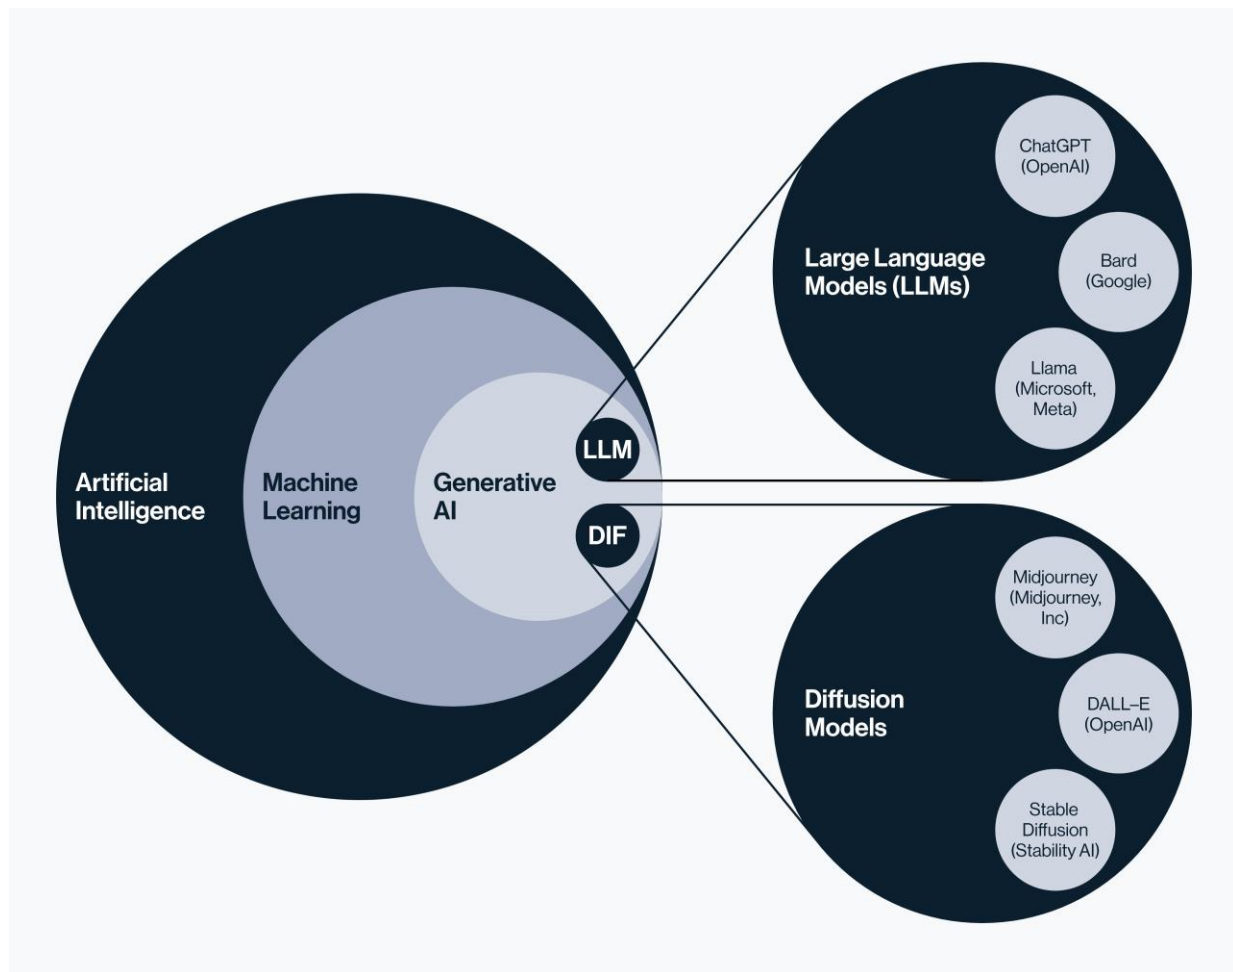 Artificial
Intelligence
Machine
Learning
Generative
AI
LLM
DIF
Large Language
Models (LLMs)
ChatGPT
(OpenAI)
Bard
(Google)
Llama
(Microsoft,
Meta)
Diffusion
Models
Midjourney
(Midjourney,
Inc)
DALL–E
(OpenAI)
Stable
Diffusion
(Stability AI)